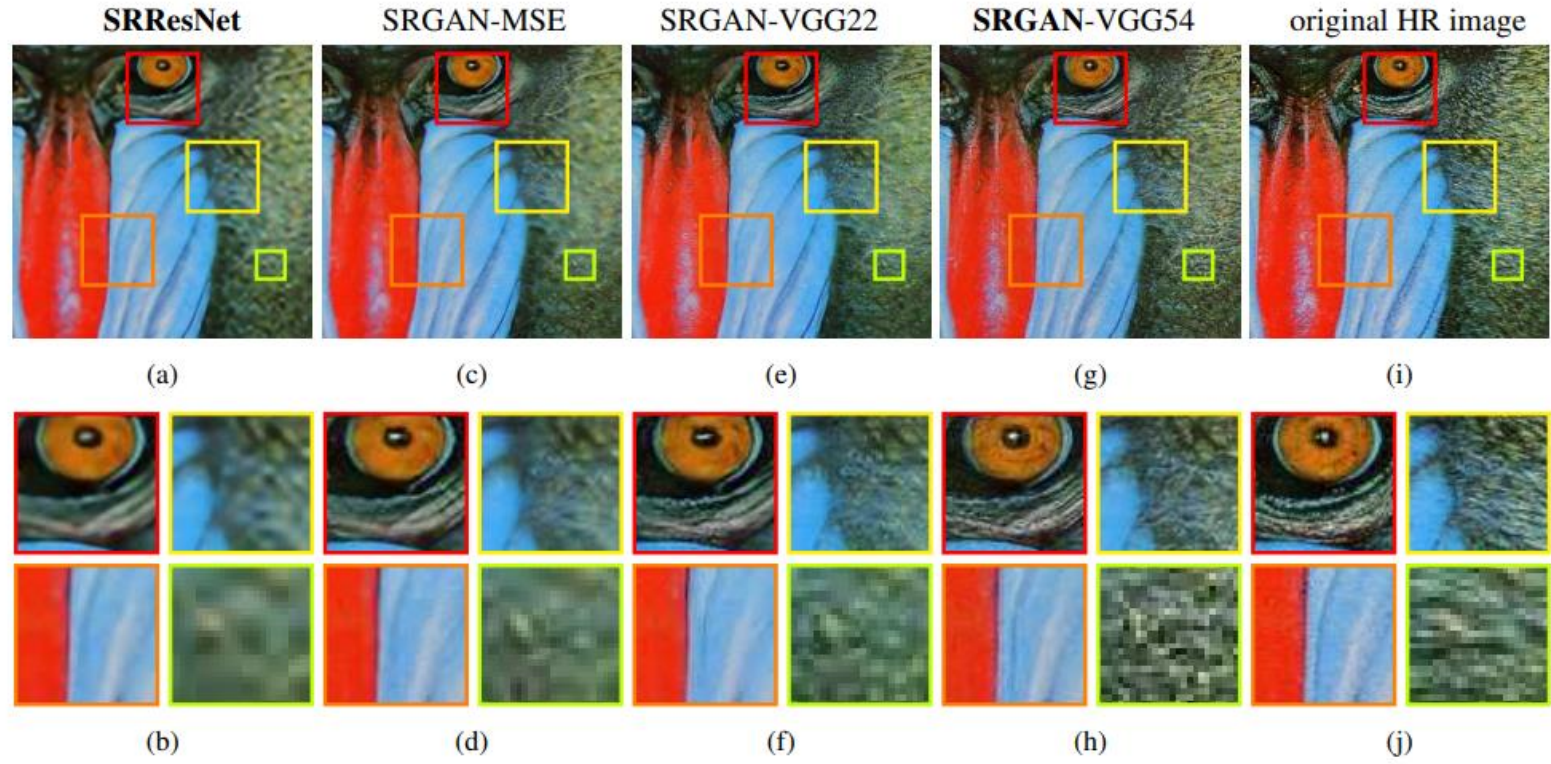 SRResNet SRGAN-MSE SRGAN-VGG22 SRGAN-VGG54 original HR image
(a) (c) (e) (g) (i)
(b) (d) (f) (h) (j)